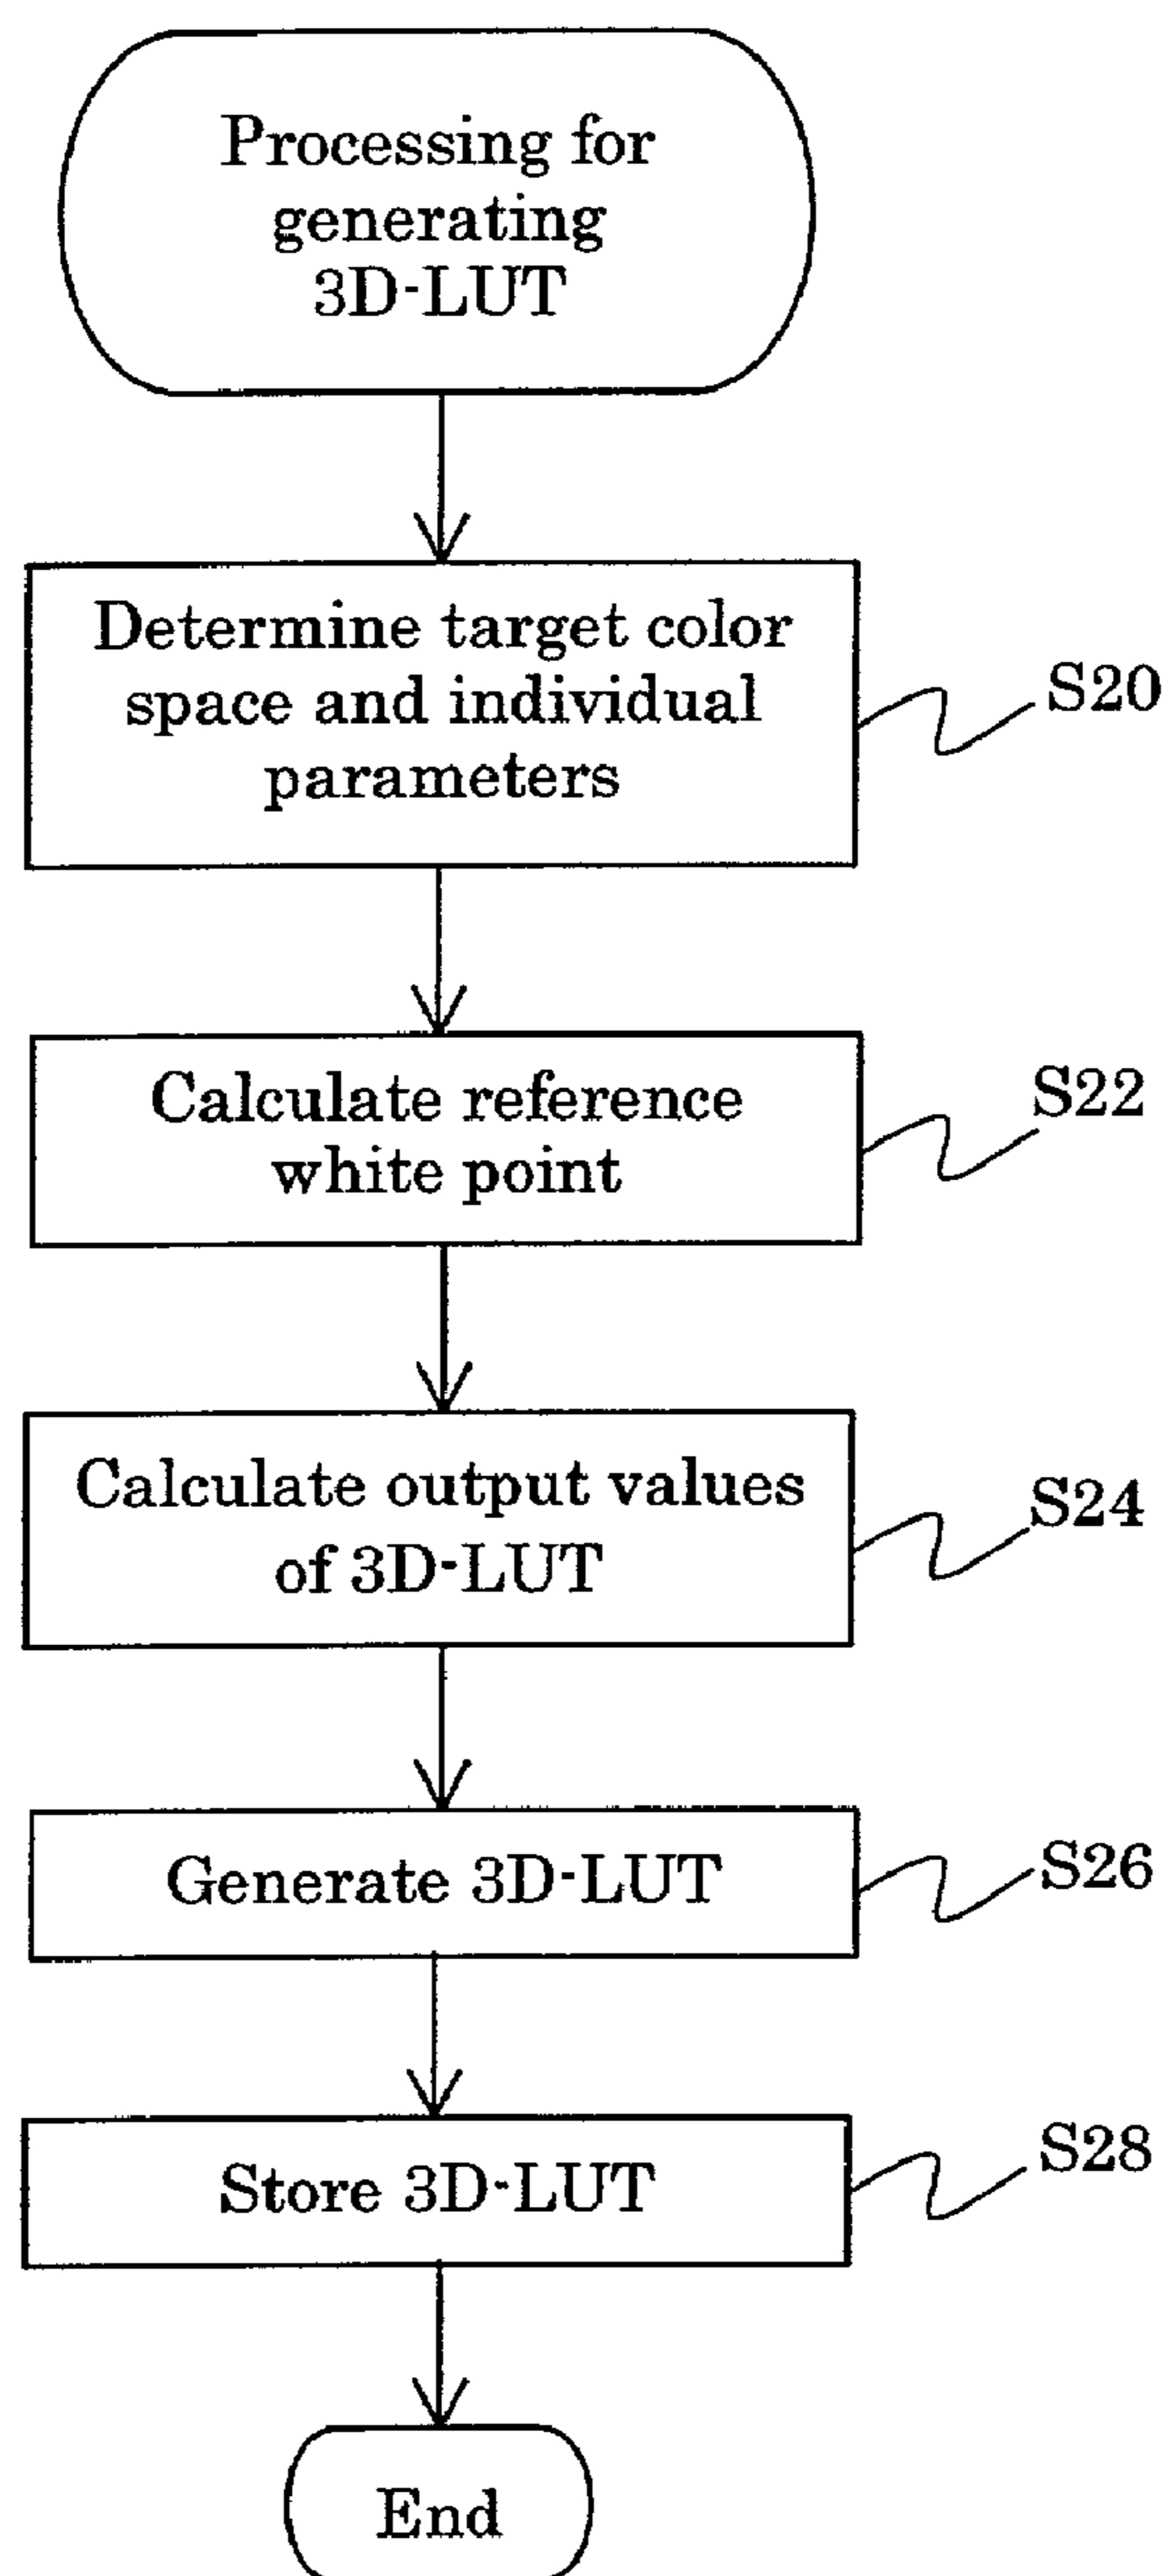 Processing for
generating
3D-LUT
Determine target color
space and individual
parameters
S20
Calculate reference
white point
S22
Calculate output values
of 3D-LUT
S24
Generate 3D-LUT
S26
Store 3D-LUT
S28
End